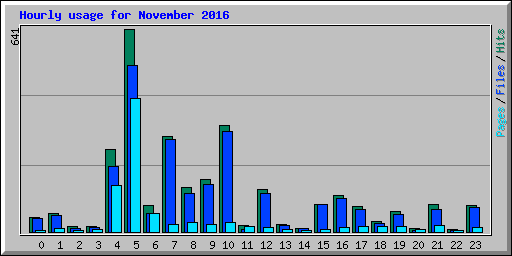 Hourly usage for November 2016
641
Pages/Files/Hits
0 1 2 3 4 5 6 7 8 9 10 11 12 13 14 15 16 17 18 19 20 21 22 23